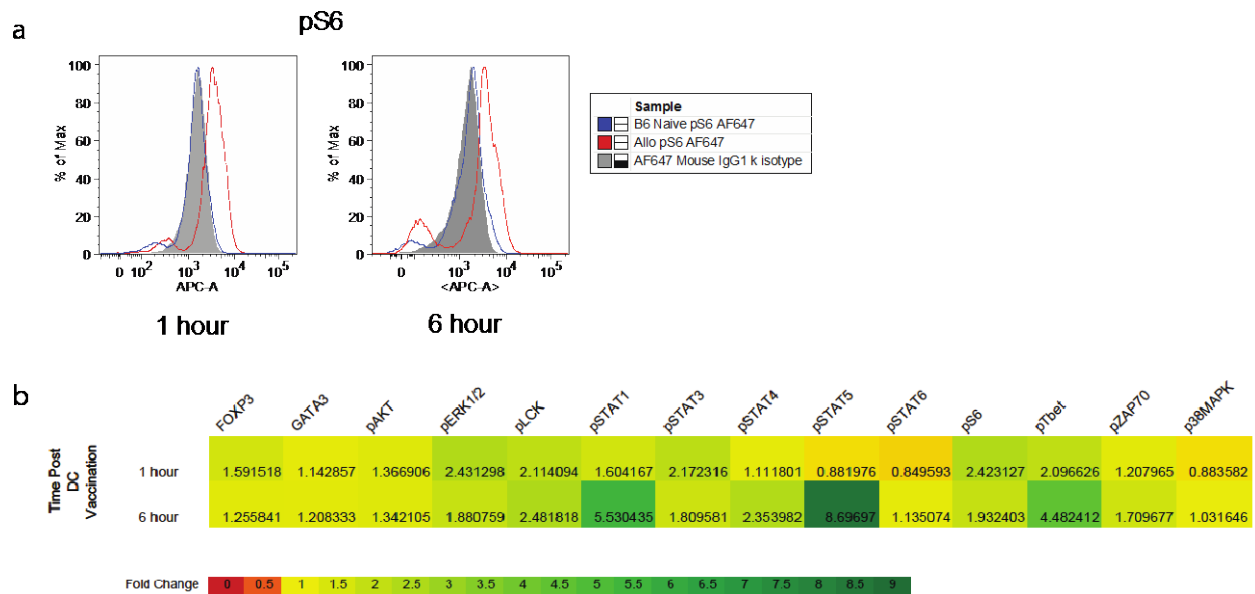 a
pS6
100
80
60
40
20
0
% of Max
0 10^2 10^3 10^4 10^5
APC-A
1 hour
100
80
60
40
20
0
% of Max
0 10^3 10^4 10^5
<APC-A>
6 hour
Sample
B6 Naive pS6 AF647
Allo pS6 AF647
AF647 Mouse IgG1 k isotype
b
FOXP3 GATA3 pAKT pERK1/2 pLCK pSTAT1 pSTAT3 pSTAT4 pSTAT5 pSTAT6 pS6 pTbet pZAP70 p38MAPK
Time Post
DC
Vaccination
1 hour 1.591518 1.142857 1.366906 2.431298 2.114094 1.604167 2.172316 1.111801 0.881976 0.849593 2.423127 2.096626 1.207965 0.883582
6 hour 1.255841 1.208333 1.342105 1.880759 2.481818 5.530435 1.809581 2.353982 8.69697 1.135074 1.932403 4.482412 1.709677 1.031646
Fold Change 0 0.5 1 1.5 2 2.5 3 3.5 4 4.5 5 5.5 6 6.5 7 7.5 8 8.5 9